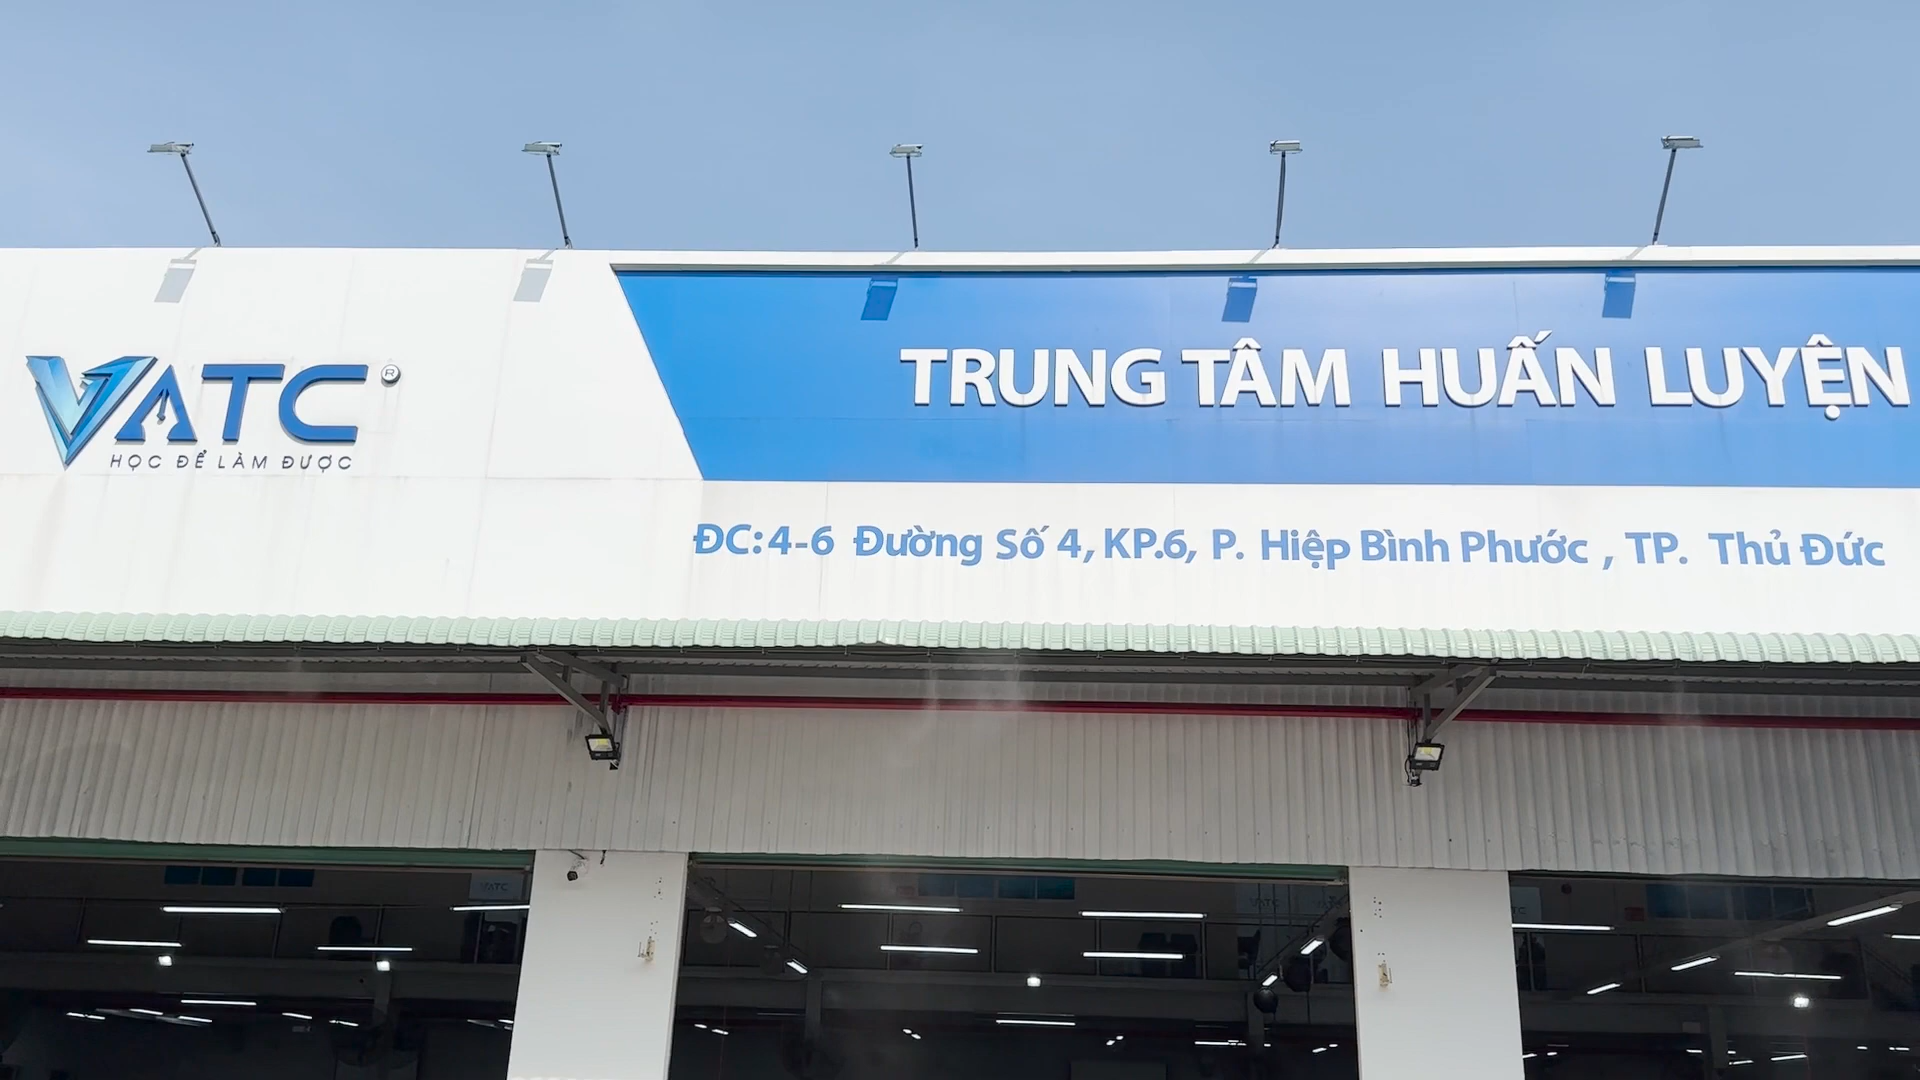 VATC ®
HỌC ĐỂ LÀM ĐƯỢC
TRUNG TÂM HUẤN LUYỆN
ĐC: 4-6 Đường Số 4, KP.6, P. Hiệp Bình Phước , TP. Thủ Đức
VATC